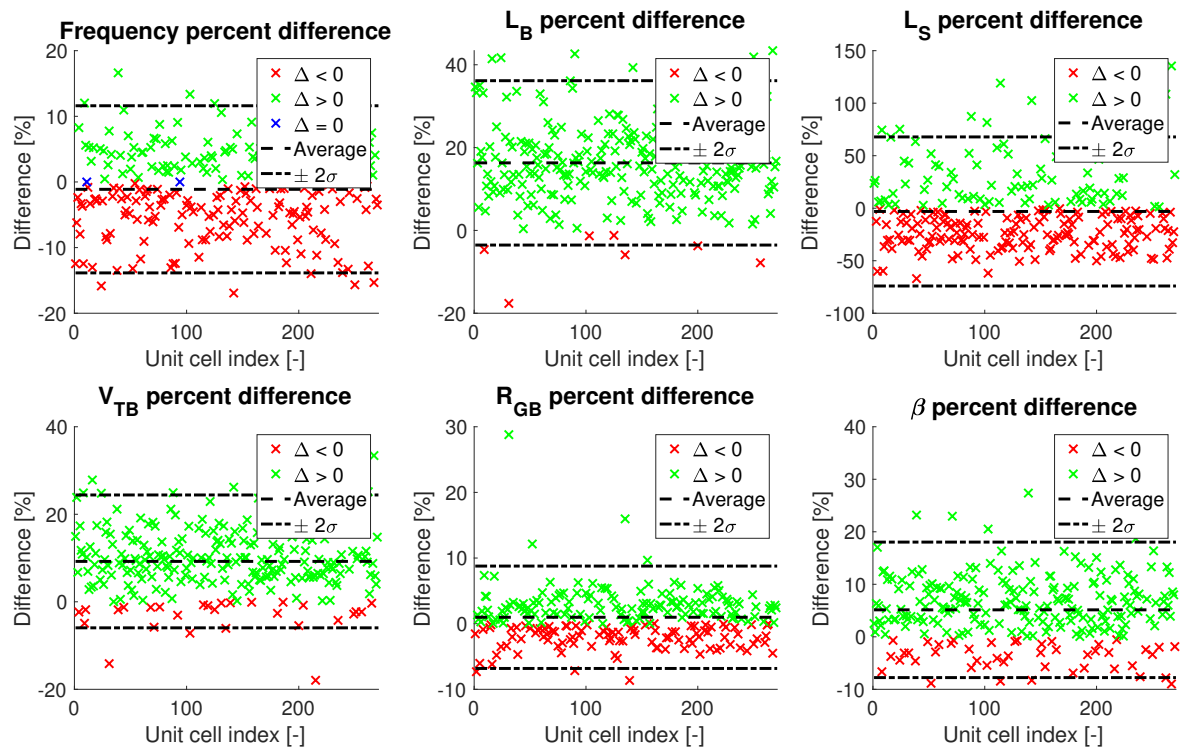 Frequency percent difference
20
10
0
-10
-20
Difference [%]
0
100
200
Unit cell index [-]
Δ < 0
Δ > 0
Δ = 0
Average
± 2σ
L_B percent difference
40
20
0
-20
Difference [%]
0
100
200
Unit cell index [-]
Δ < 0
Δ > 0
Average
± 2σ
L_S percent difference
150
100
50
0
-50
-100
Difference [%]
0
100
200
Unit cell index [-]
Δ < 0
Δ > 0
Average
± 2σ
V_TB percent difference
40
20
0
-20
Difference [%]
0
100
200
Unit cell index [-]
Δ < 0
Δ > 0
Average
± 2σ
R_GB percent difference
30
20
10
0
-10
Difference [%]
0
100
200
Unit cell index [-]
Δ < 0
Δ > 0
Average
± 2σ
β percent difference
40
30
20
10
0
-10
Difference [%]
0
100
200
Unit cell index [-]
Δ < 0
Δ > 0
Average
± 2σ